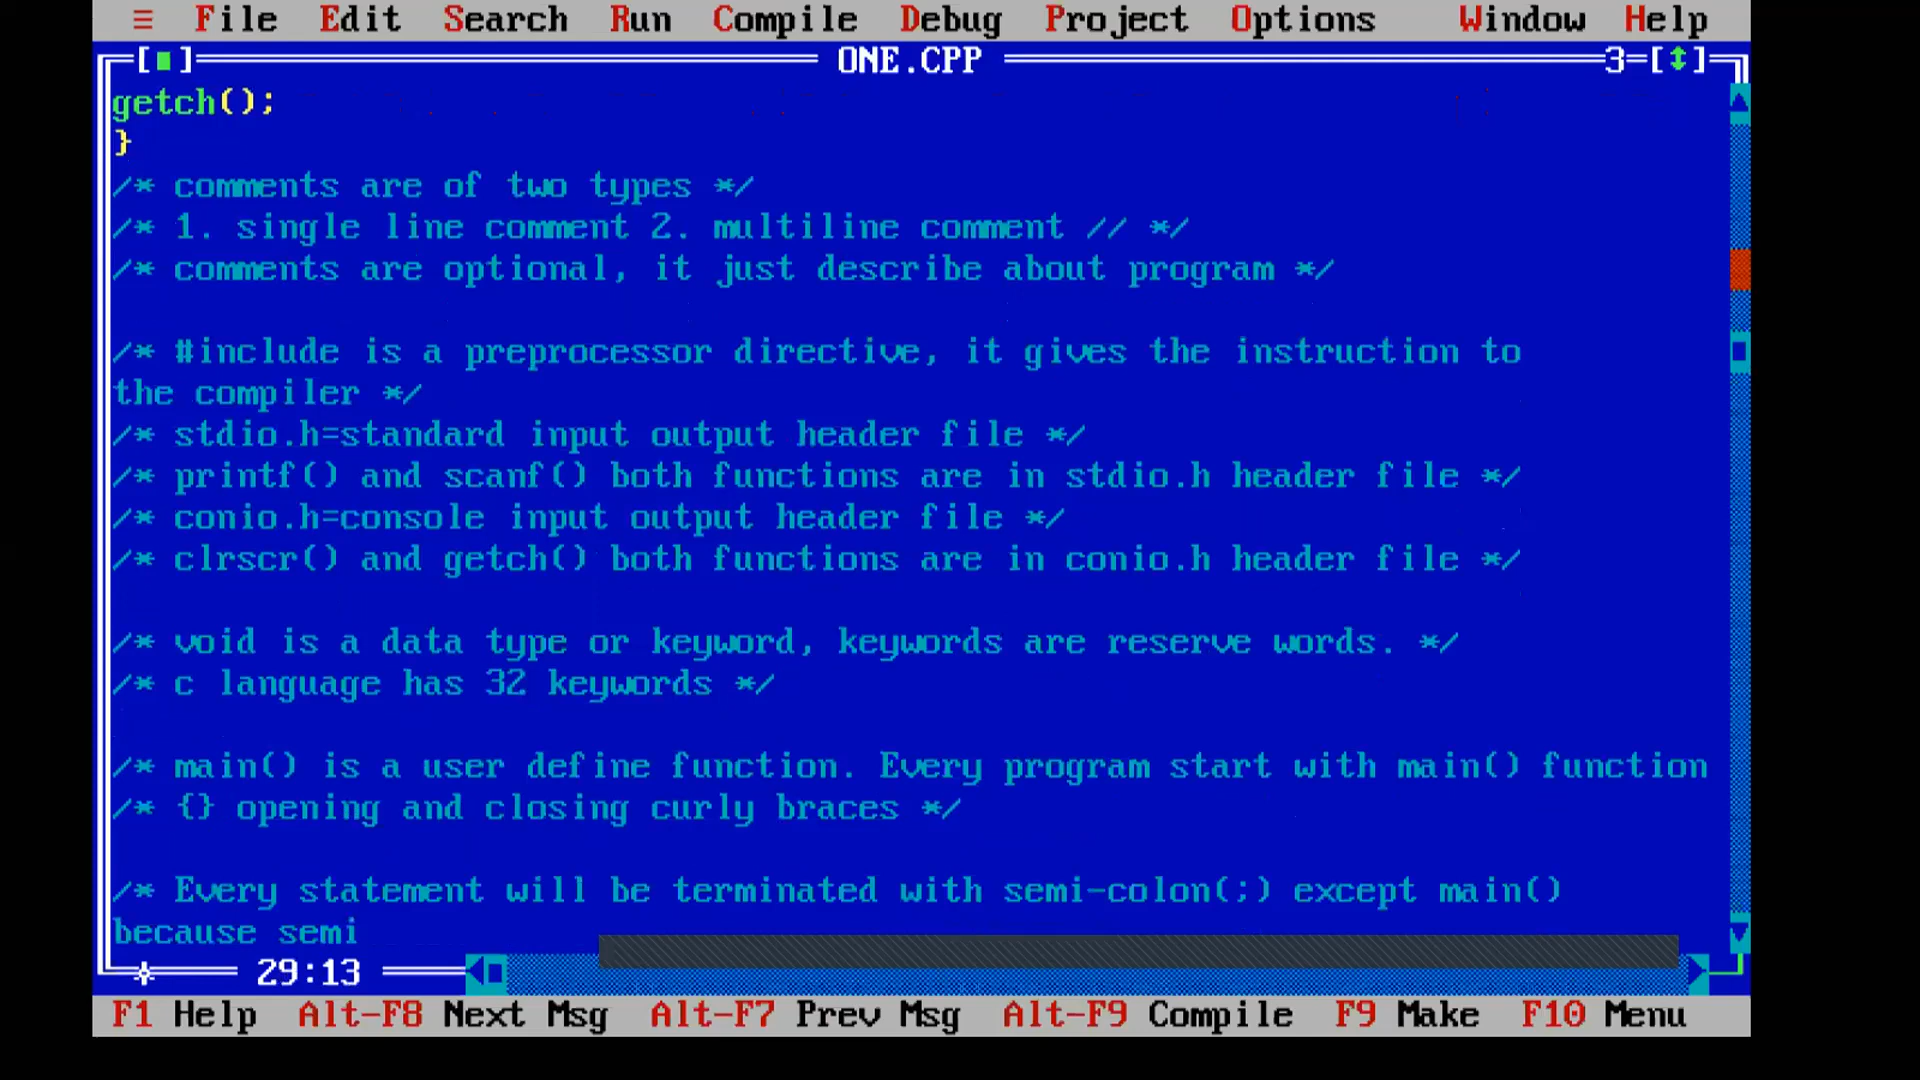 ≡ File Edit Search Run Compile Debug Project Options Window Help
[■] ONE.CPP 3=[↕]
getch();
}
/* comments are of two types */
/* 1. single line comment 2. multiline comment // */
/* comments are optional, it just describe about program */
/* #include is a preprocessor directive, it gives the instruction to
the compiler */
/* stdio.h=standard input output header file */
/* printf() and scanf() both functions are in stdio.h header file */
/* conio.h=console input output header file */
/* clrscr() and getch() both functions are in conio.h header file */
/* void is a data type or keyword, keywords are reserve words. */
/* c language has 32 keywords */
/* main() is a user define function. Every program start with main() function
/* {} opening and closing curly braces */
/* Every statement will be terminated with semi-colon(;) except main()
because semi
29:13
F1 Help Alt-F8 Next Msg Alt-F7 Prev Msg Alt-F9 Compile F9 Make F10 Menu